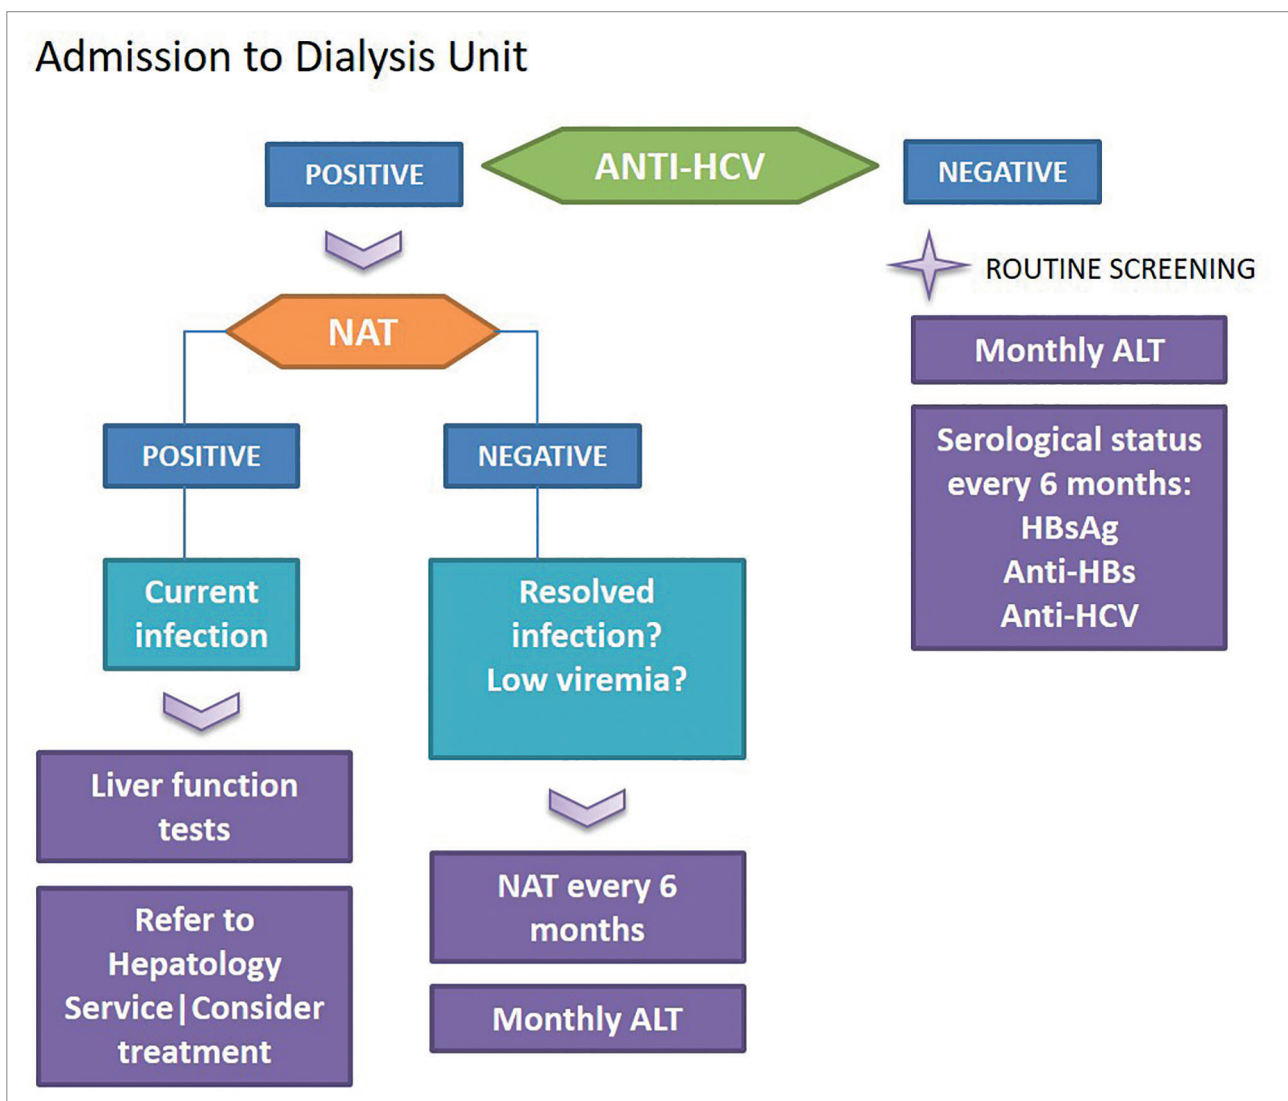 Admission to Dialysis Unit
POSITIVE
ANTI-HCV
NEGATIVE
ROUTINE SCREENING
NAT
Monthly ALT
POSITIVE
NEGATIVE
Serological status
every 6 months:
HBsAg
Anti-HBs
Anti-HCV
Current
infection
Resolved
infection?
Low viremia?
Liver function
tests
Refer to
Hepatology
Service|Consider
treatment
NAT every 6
months
Monthly ALT